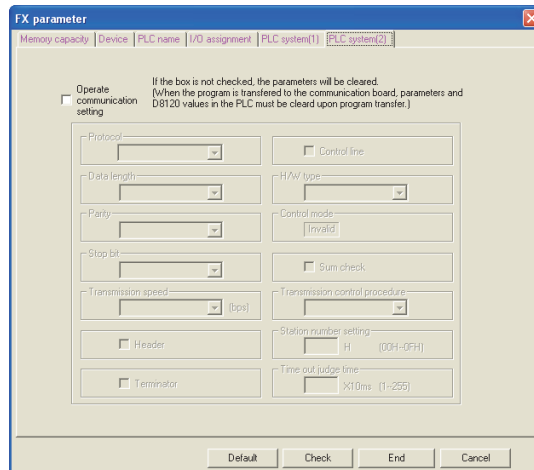 FX parameter
Memory capacity | Device | PLC name | I/O assignment | PLC system(1) | PLC system(2)
If the box is not checked, the parameters will be cleared.
(When the program is transfered to the communication board, parameters and
D8120 values in the PLC must be cleard upon program transfer.)
Operate
communication
setting
Protocol
Control line
Data length
H/W type
Parity
Control mode
Invalid
Stop bit
Sum check
Transmission speed
(bps)
Transmission control procedure
Header
Station number setting
H (00H~0FH)
Terminator
Time out judge time
X10ms (1~255)
Default Check End Cancel